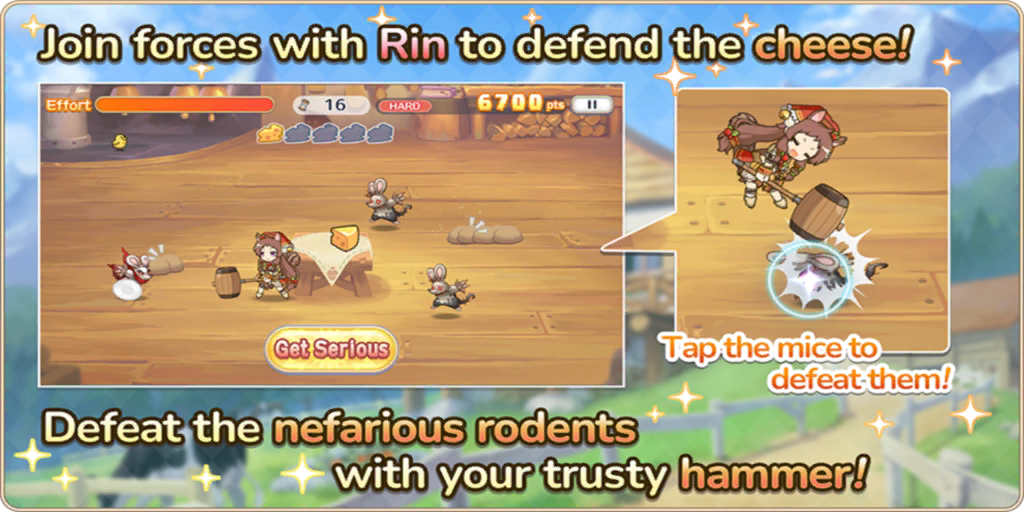 Join forces with Rin to defend the cheese!
Effort 16 HARD 6700 pts
Get Serious
Tap the mice to
defeat them!
Defeat the nefarious rodents
with your trusty hammer!